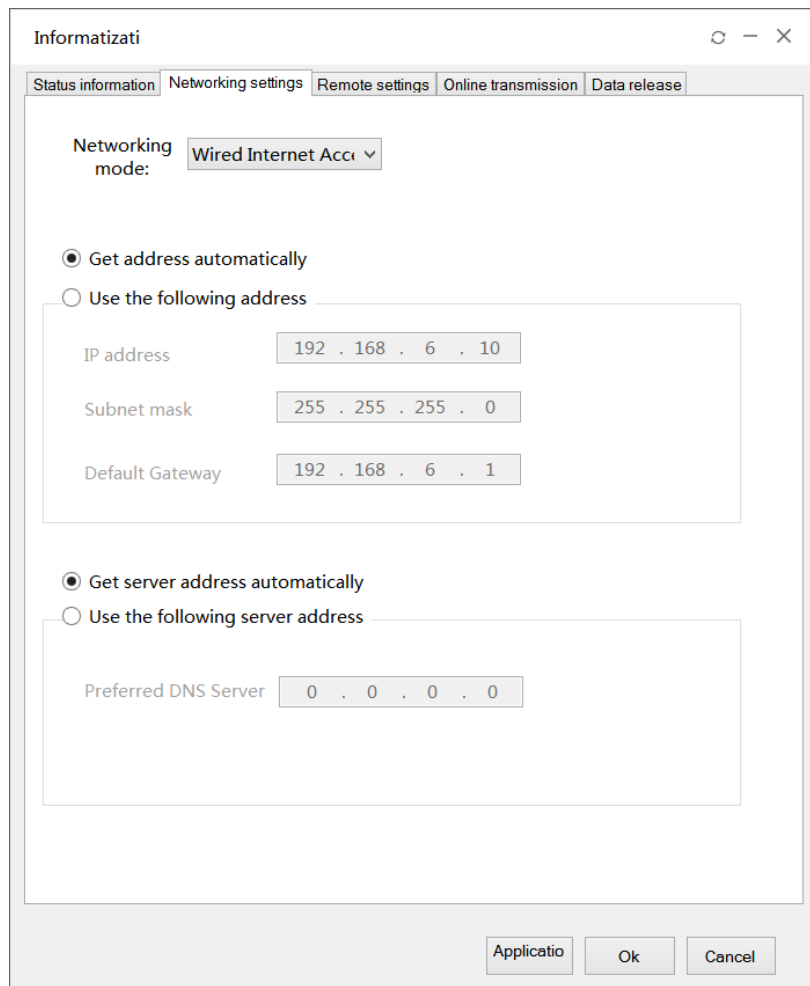 Informatizati
Status information Networking settings Remote settings Online transmission Data release
Networking
mode:
Wired Internet Acce
Get address automatically
Use the following address
IP address 192 . 168 . 6 . 10
Subnet mask 255 . 255 . 255 . 0
Default Gateway 192 . 168 . 6 . 1
Get server address automatically
Use the following server address
Preferred DNS Server 0 . 0 . 0 . 0
Applicatio Ok Cancel